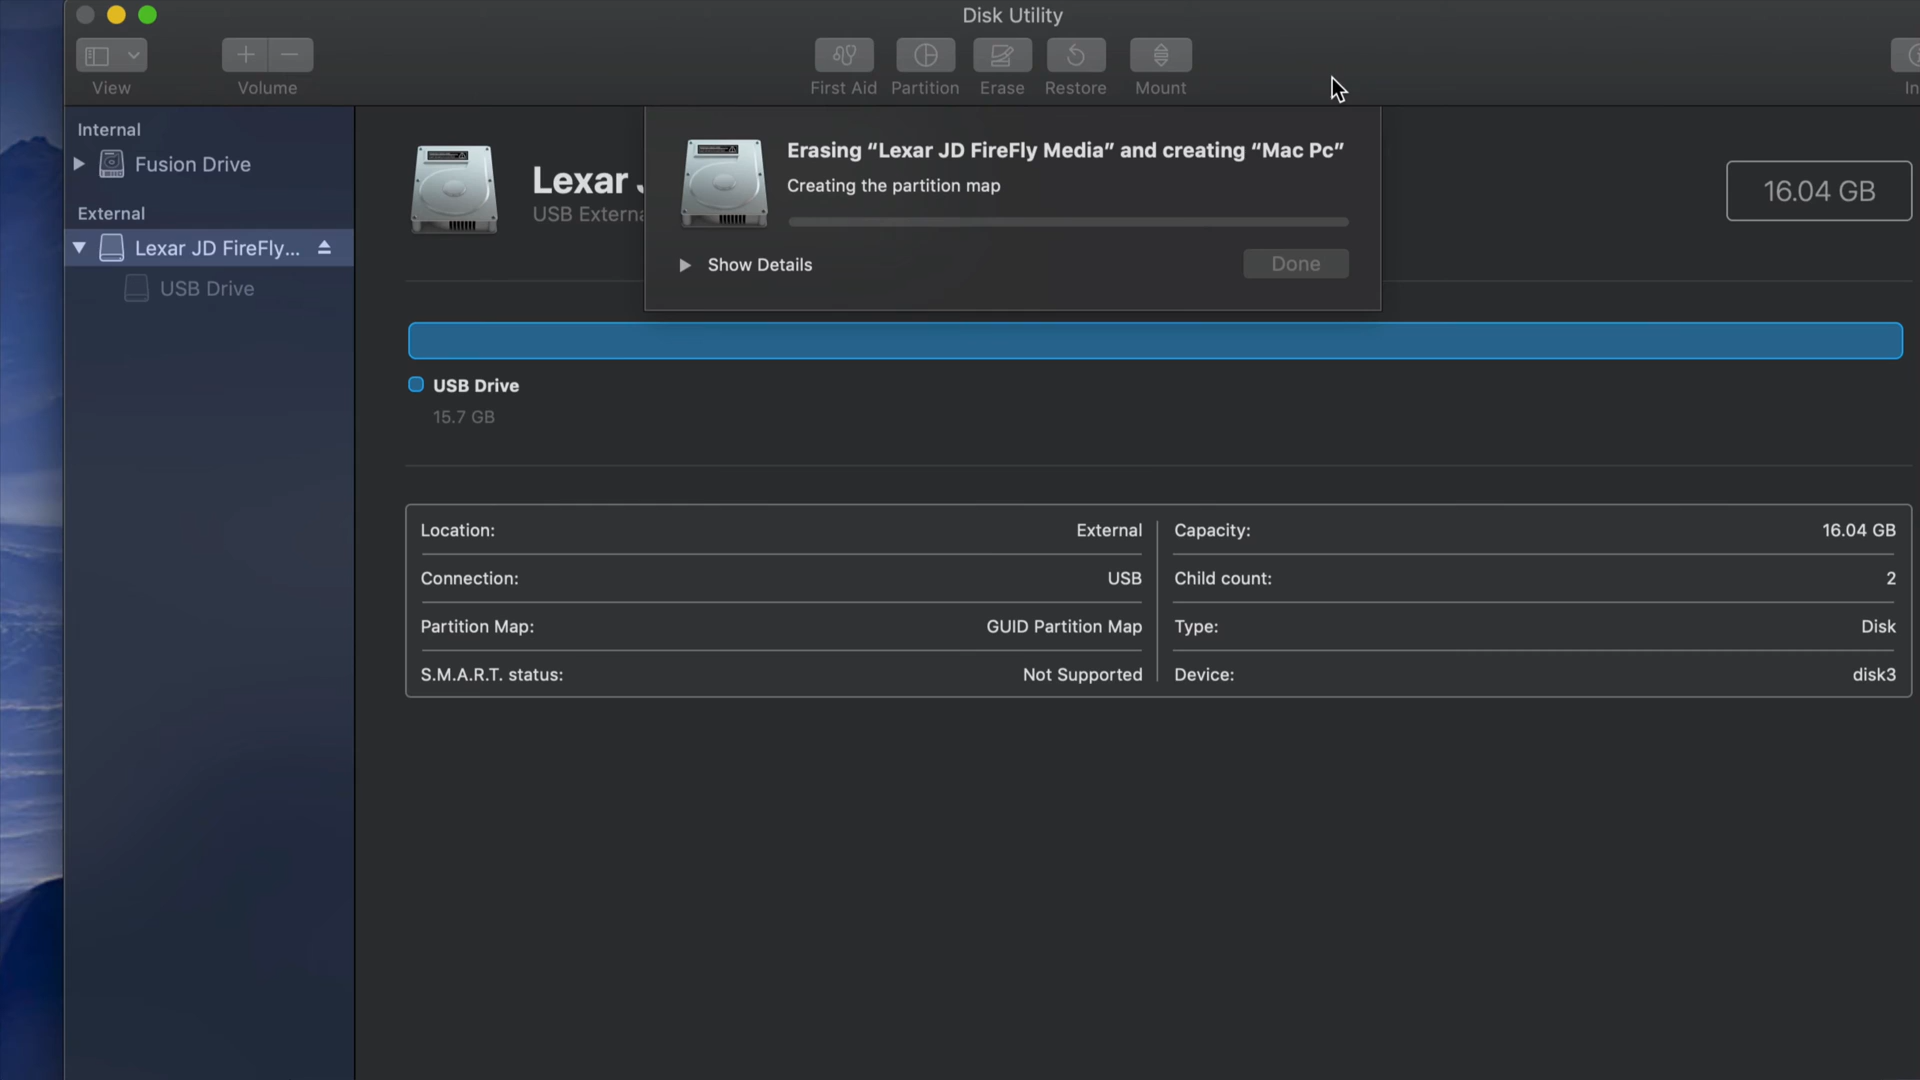 Disk Utility
View
Volume
First Aid
Partition
Erase
Restore
Mount
In
Internal
Fusion Drive
External
Lexar JD FireFly...
USB Drive
Lexar J
USB Externa
16.04 GB
Erasing “Lexar JD FireFly Media” and creating “Mac Pc”
Creating the partition map
Show Details
Done
USB Drive
15.7 GB
Location: External
Connection: USB
Partition Map: GUID Partition Map
S.M.A.R.T. status: Not Supported
Capacity: 16.04 GB
Child count: 2
Type: Disk
Device: disk3